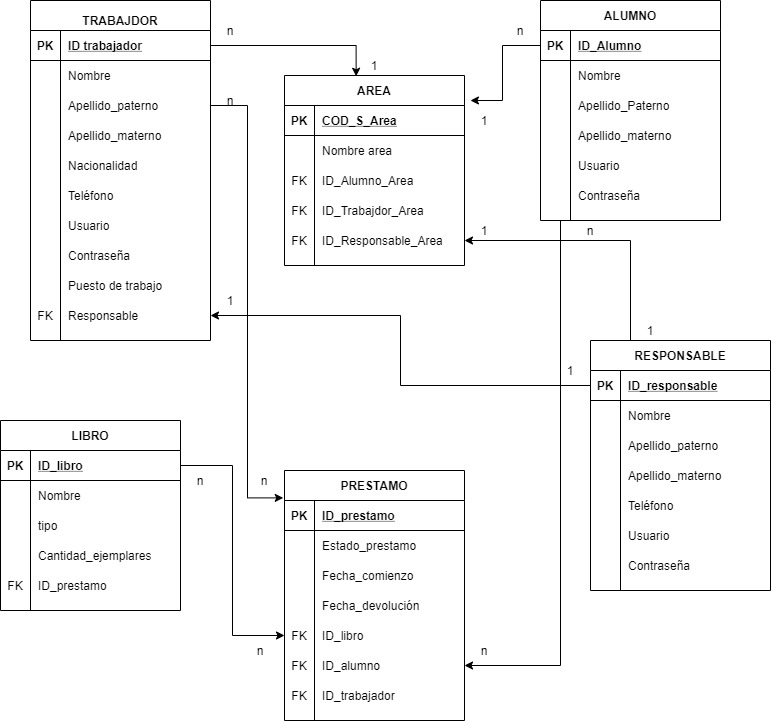 TRABAJDOR
PK ID trabajador
Nombre
Apellido_paterno
Apellido_materno
Nacionalidad
Teléfono
Usuario
Contraseña
Puesto de trabajo
FK Responsable
n
1
n
AREA
PK COD_S_Area
Nombre area
FK ID_Alumno_Area
FK ID_Trabajdor_Area
FK ID_Responsable_Area
n
1
ALUMNO
PK ID_Alumno
Nombre
Apellido_Paterno
Apellido_materno
Usuario
Contraseña
1
n
1
1
1
RESPONSABLE
PK ID_responsable
Nombre
Apellido_paterno
Apellido_materno
Teléfono
Usuario
Contraseña
LIBRO
PK ID_libro
Nombre
tipo
Cantidad_ejemplares
FK ID_prestamo
n
n
n
n
PRESTAMO
PK ID_prestamo
Estado_prestamo
Fecha_comienzo
Fecha_devolución
FK ID_libro
FK ID_alumno
FK ID_trabajador